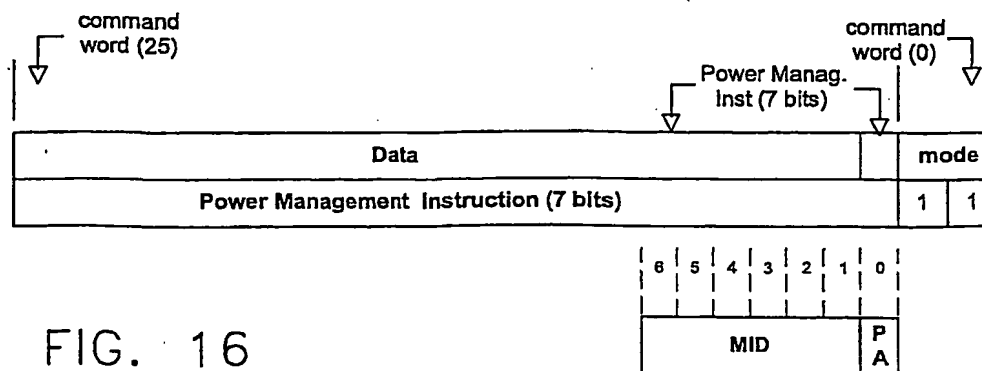 command
word (25)
command
word (0)
Power Manag.
Inst (7 bits)
Data
mode
Power Management Instruction (7 bits)
1
1
6 5 4 3 2 1 0
MID
P
A
FIG. 16